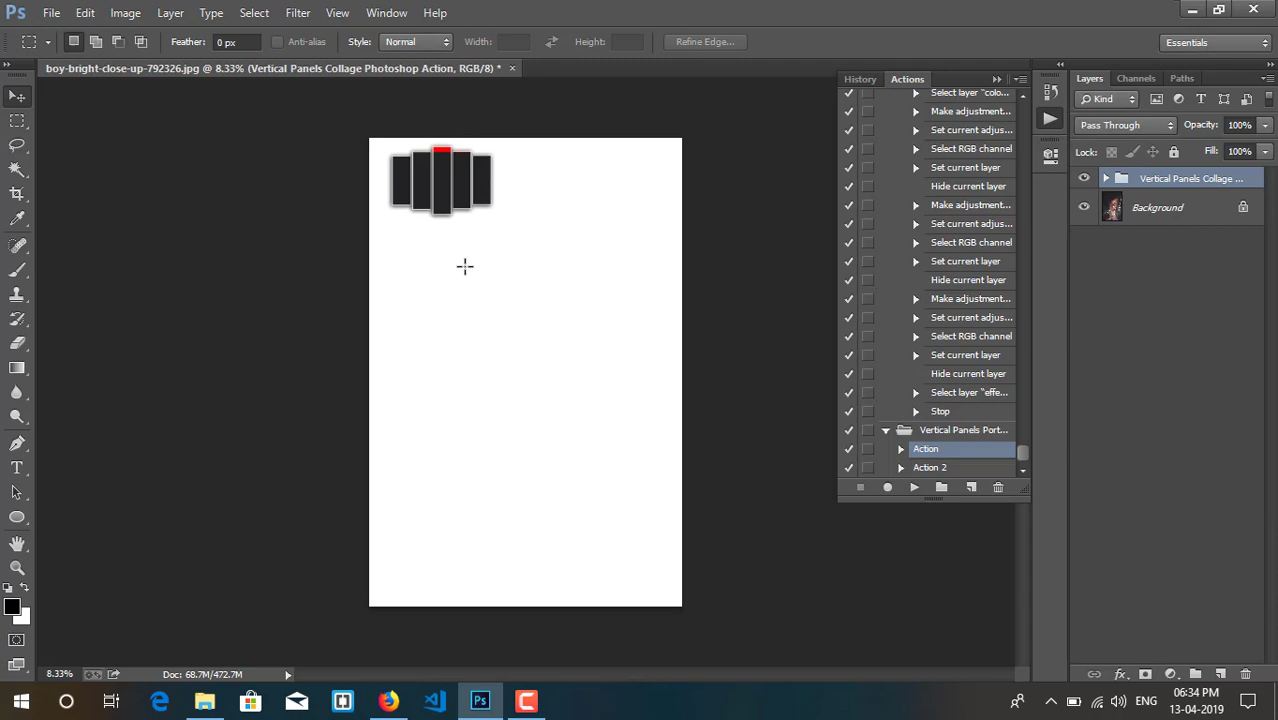 Ps File Edit Image Layer Type Select Filter View Window Help
Feather: 0 px Anti-alias Style: Normal Width: Height: Refine Edge... Essentials
boy-bright-close-up-792326.jpg @ 8.33% (Vertical Panels Collage Photoshop Action, RGB/8) *
History Actions
Select layer "colo...
Make adjustment...
Set current adjus...
Select RGB channel
Set current layer
Hide current layer
Make adjustment...
Set current adjus...
Select RGB channel
Set current layer
Hide current layer
Make adjustment...
Set current adjus...
Select RGB channel
Set current layer
Hide current layer
Select layer "effe...
Stop
Vertical Panels Port...
Action
Action 2
Layers Channels Paths
Kind
Pass Through Opacity: 100%
Lock: Fill: 100%
Vertical Panels Collage ...
Background
8.33% Doc: 68.7M/472.7M
Ps ENG 06:34 PM
13-04-2019